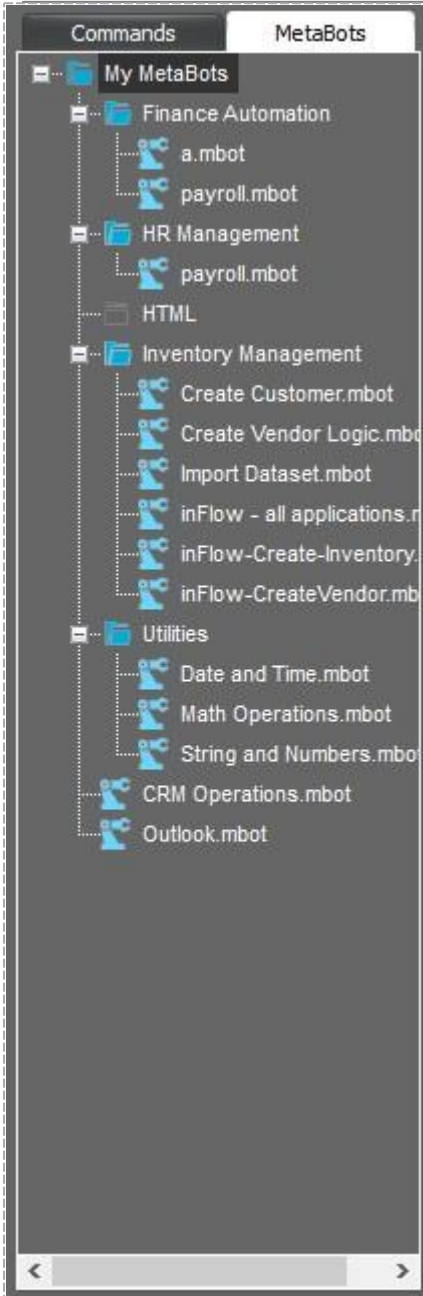 Commands MetaBots
My MetaBots
Finance Automation
a.mbot
payroll.mbot
HR Management
payroll.mbot
HTML
Inventory Management
Create Customer.mbot
Create Vendor Logic.mbo
Import Dataset.mbot
inFlow - all applications.
inFlow-Create-Inventory.
inFlow-CreateVendor.mb
Utilities
Date and Time.mbot
Math Operations.mbot
String and Numbers.mbo
CRM Operations.mbot
Outlook.mbot